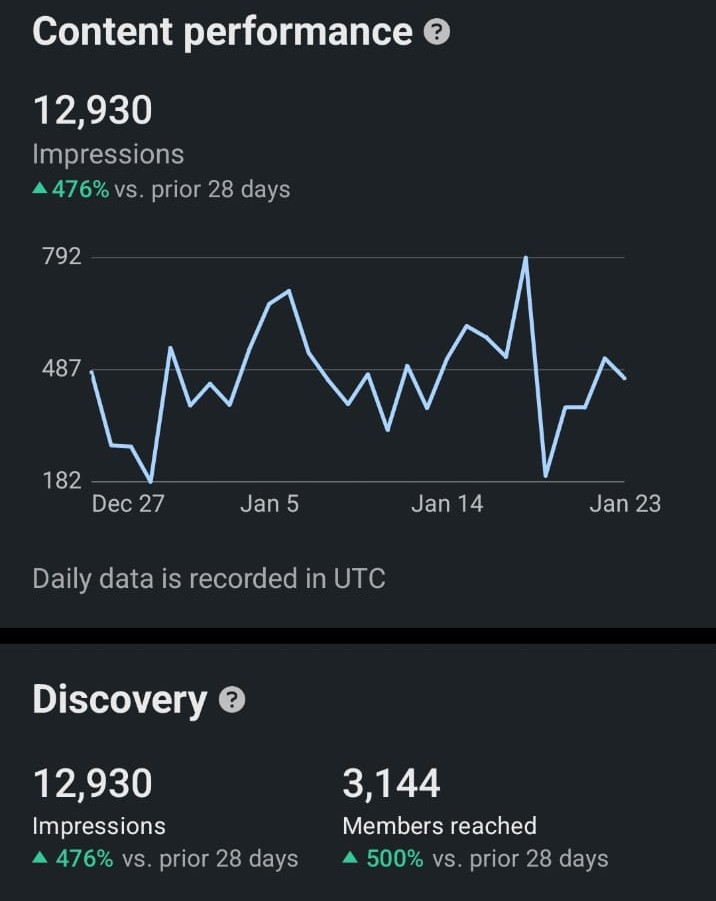 Content performance ?
12,930
Impressions
▲476% vs. prior 28 days
792
487
182
Dec 27 Jan 5 Jan 14 Jan 23
Daily data is recorded in UTC
Discovery ?
12,930 3,144
Impressions Members reached
▲ 476% vs. prior 28 days ▲ 500% vs. prior 28 days